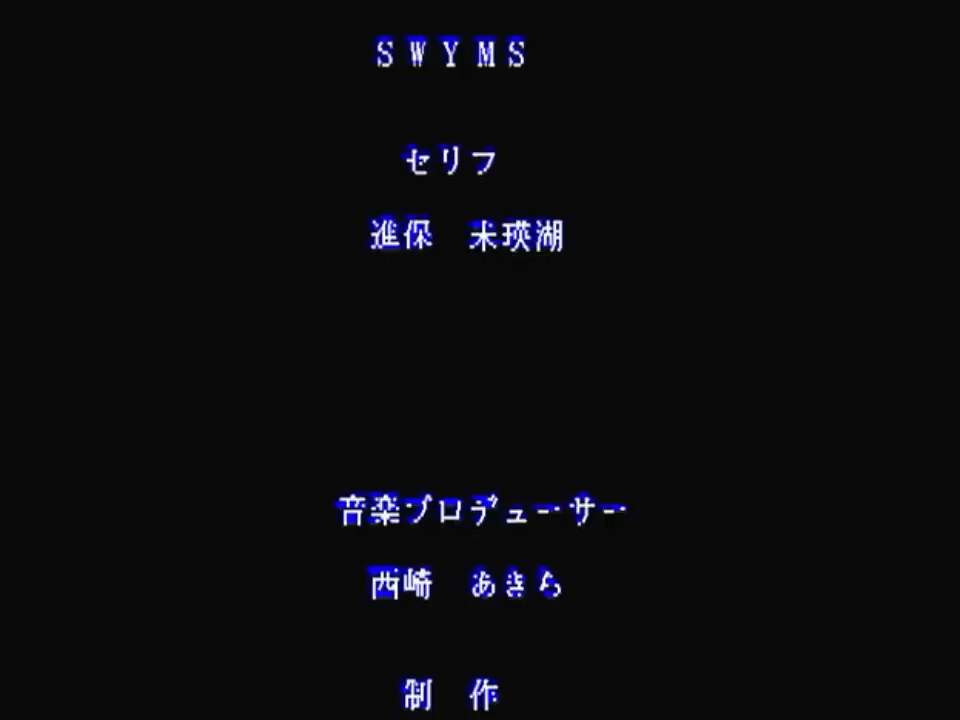 ＳＷＹＭＳ
セリフ
進保　未瑛湖
音楽プロデューサー
西崎　あきら
制　作